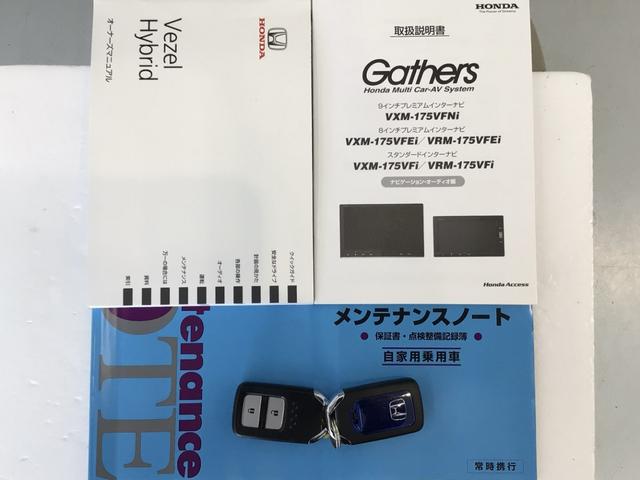 Vezel
Hybrid
オーナーズマニュアル
HONDA
クイックガイド
安全なドライブ
計器の見かた
各部の操作
オーディオ
運転
メンテナンス
万一の場合には
資料
索引
HONDA
The Power of Dreams
取扱説明書
Gathers
Honda Multi Car-AV System
9インチプレミアムインターナビ
VXM-175VFNi
8インチプレミアムインターナビ
VXM-175VFEi/VRM-175VFEi
スタンダードインターナビ
VXM-175VFi/VRM-175VFi
ナビゲーション・オーディオ編
Honda Access
メンテナンスノート
● 保証書・点検整備記録簿 ●
自家用乗用車
tenance
OTE
常時携行